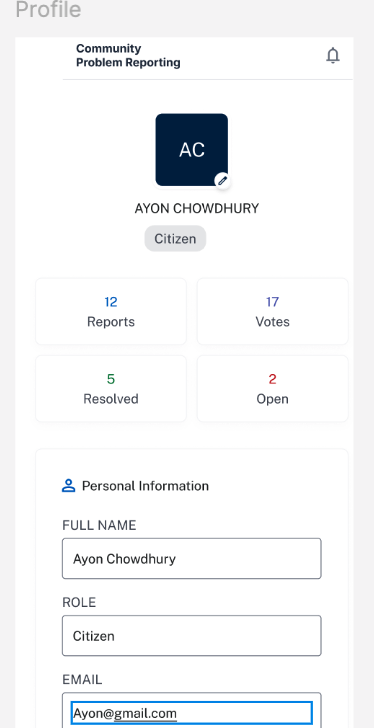 Profile
Community
Problem Reporting
AC
AYON CHOWDHURY
Citizen
12
Reports
17
Votes
5
Resolved
2
Open
Personal Information
FULL NAME
Ayon Chowdhury
ROLE
Citizen
EMAIL
Ayon@gmail.com